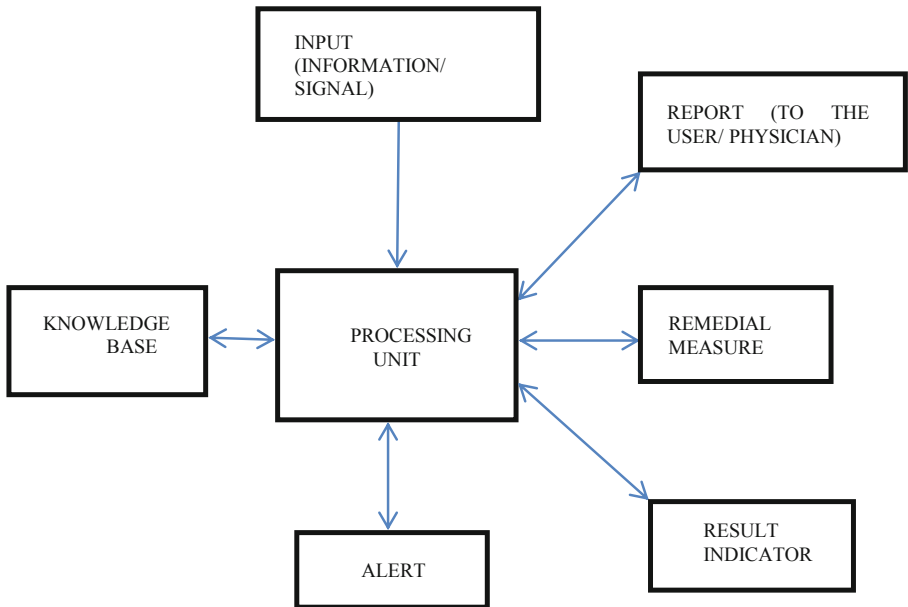 INPUT
(INFORMATION/
SIGNAL)
REPORT (TO THE
USER/ PHYSICIAN)
KNOWLEDGE
BASE
PROCESSING
UNIT
REMEDIAL
MEASURE
ALERT
RESULT
INDICATOR